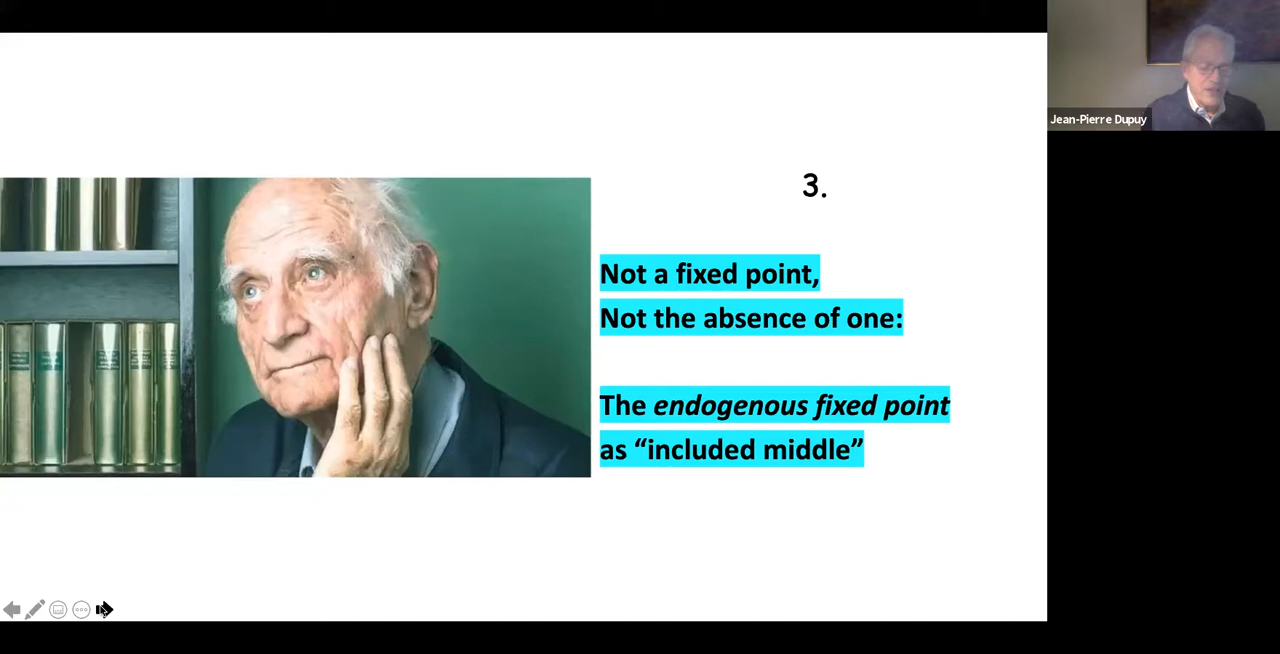 Jean-Pierre Dupuy
3.
Not a fixed point,
Not the absence of one:
The endogenous fixed point
as “included middle”